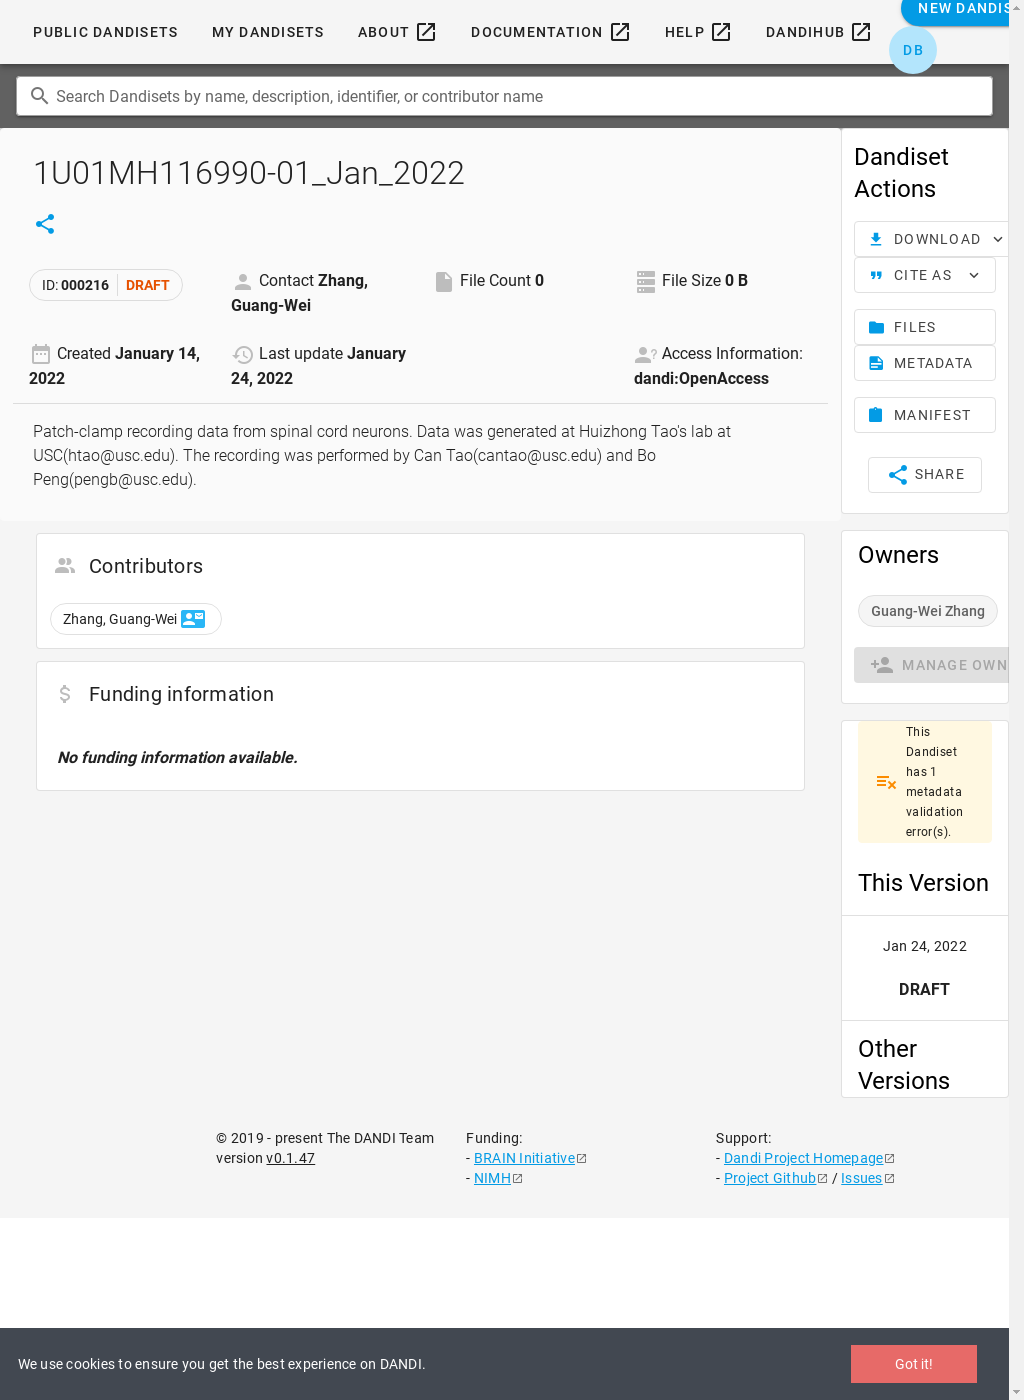 PUBLIC DANDISETS MY DANDISETS ABOUT DOCUMENTATION HELP DANDIHUB
NEW DANDIS
DB
Search Dandisets by name, description, identifier, or contributor name
1U01MH116990-01_Jan_2022
ID: 000216 DRAFT
Contact Zhang,
Guang-Wei
File Count 0
File Size 0 B
Created January 14,
2022
Last update January
24, 2022
Access Information:
dandi:OpenAccess
Patch-clamp recording data from spinal cord neurons. Data was generated at Huizhong Tao's lab at
USC(htao@usc.edu). The recording was performed by Can Tao(cantao@usc.edu) and Bo
Peng(pengb@usc.edu).
Contributors
Zhang, Guang-Wei
Funding information
No funding information available.
Dandiset
Actions
DOWNLOAD
CITE AS
FILES
METADATA
MANIFEST
SHARE
Owners
Guang-Wei Zhang
MANAGE OWN
This
Dandiset
has 1
metadata
validation
error(s).
This Version
Jan 24, 2022
DRAFT
Other
Versions
© 2019 - present The DANDI Team
version v0.1.47
Funding:
- BRAIN Initiative
- NIMH
Support:
- Dandi Project Homepage
- Project Github / Issues
We use cookies to ensure you get the best experience on DANDI.
Got it!